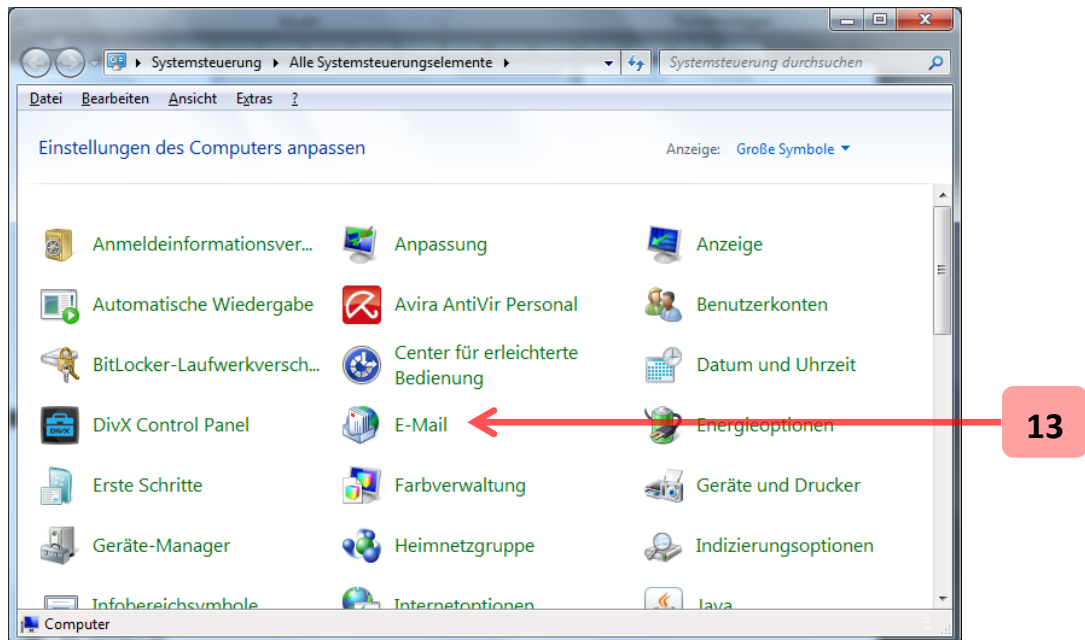 Systemsteuerung Alle Systemsteuerungselemente Systemsteuerung durchsuchen
Datei Bearbeiten Ansicht Extras ?
Einstellungen des Computers anpassen Anzeige: Große Symbole
Anmeldeinformationsver... Anpassung Anzeige
Automatische Wiedergabe Avira AntiVir Personal Benutzerkonten
BitLocker-Laufwerkversch... Center für erleichterte Bedienung Datum und Uhrzeit
DivX Control Panel E-Mail Energieoptionen 13
Erste Schritte Farbverwaltung Geräte und Drucker
Geräte-Manager Heimnetzgruppe Indizierungsoptionen
Infobereichsymbole Internetoptionen Java
Computer